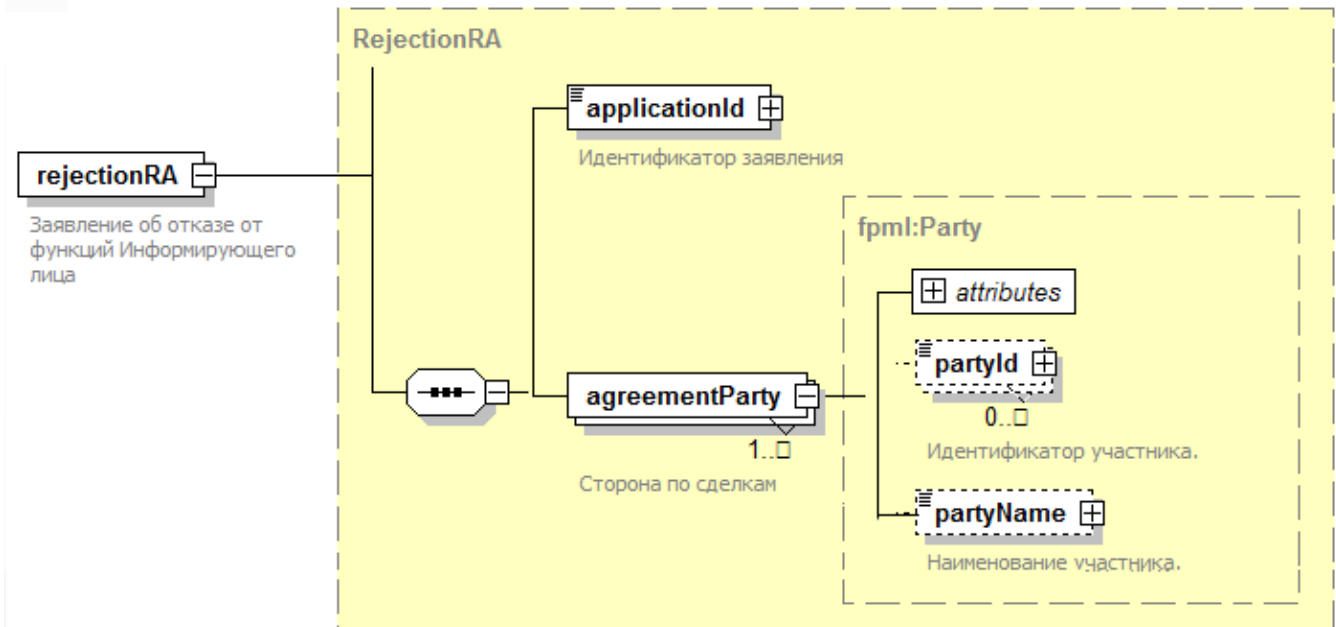 RejectionRA
applicationId
Идентификатор заявления
rejectionRA
Заявление об отказе от
функций Информирующего
лица
fpml:Party
attributes
partyId
0..□
Идентификатор участника.
agreementParty
1..□
Сторона по сделкам
partyName
Наименование участника.